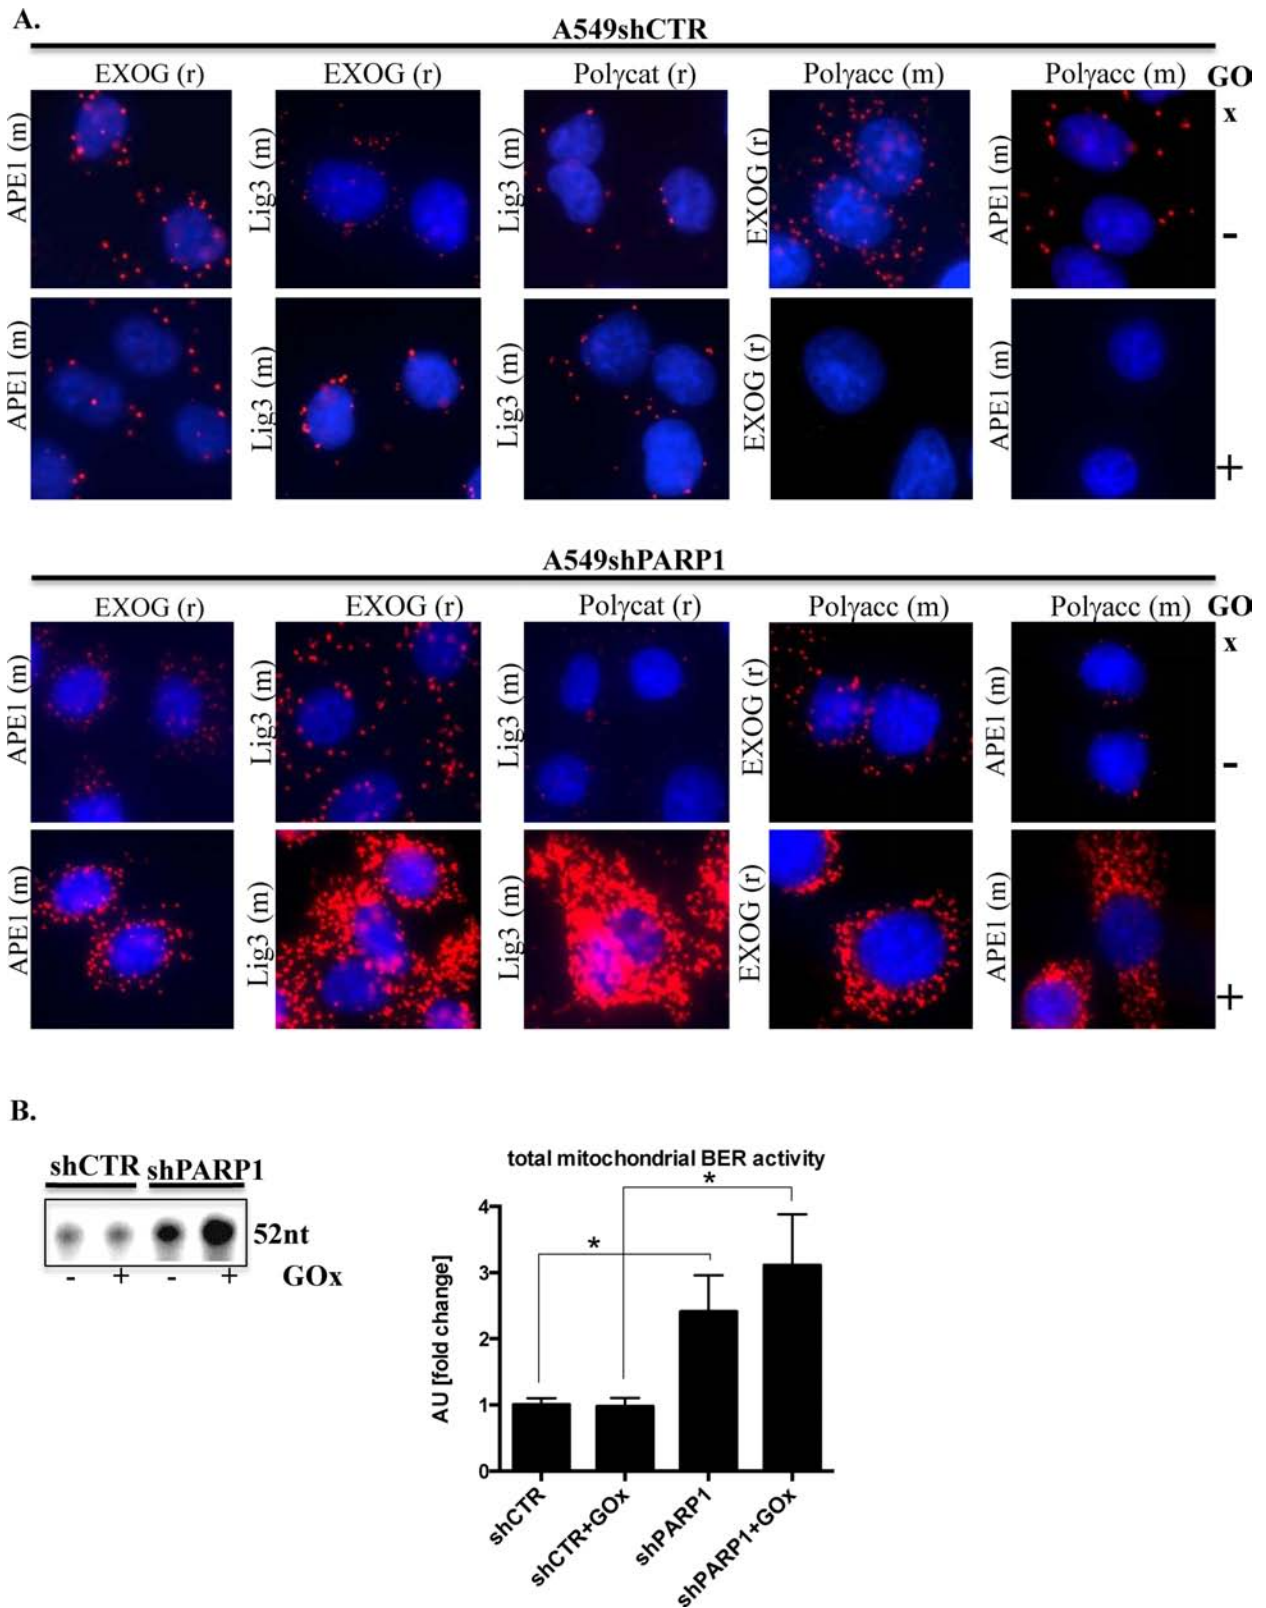 A.
A549shCTR
EXOG (r) EXOG (r) Polγcat (r) Polγacc (m) Polγacc (m) GO
x
APE1 (m) Lig3 (m) Lig3 (m) EXOG (r) APE1 (m)
-
APE1 (m) Lig3 (m) Lig3 (m) EXOG (r) APE1 (m)
+
A549shPARP1
EXOG (r) EXOG (r) Polγcat (r) Polγacc (m) Polγacc (m) GO
x
APE1 (m) Lig3 (m) Lig3 (m) EXOG (r) APE1 (m)
-
APE1 (m) Lig3 (m) Lig3 (m) EXOG (r) APE1 (m)
+
B.
shCTR shPARP1
52nt
- + - + GOx
total mitochondrial BER activity
*
*
AU [fold change]
4
3
2
1
0
shCTR
shCTR+GOx
shPARP1
shPARP1+GOx